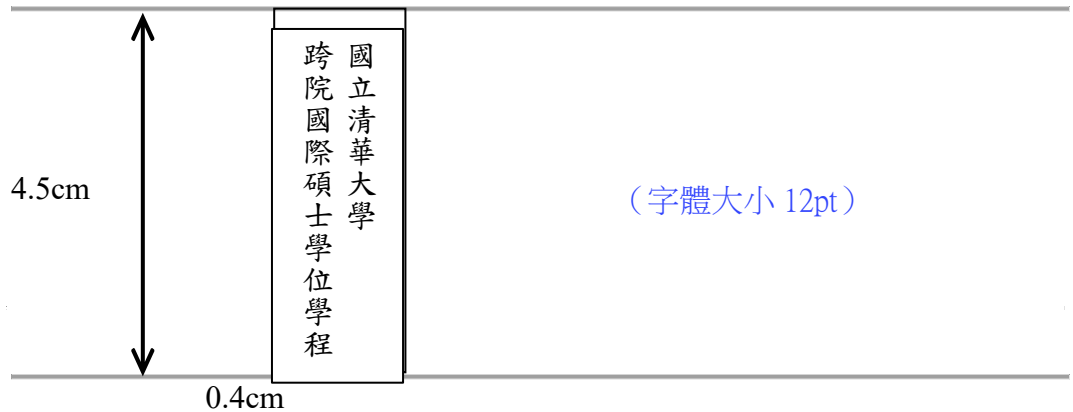 4.5cm
國立清華大學
跨院國際碩士學位學程
（字體大小 12pt）
0.4cm